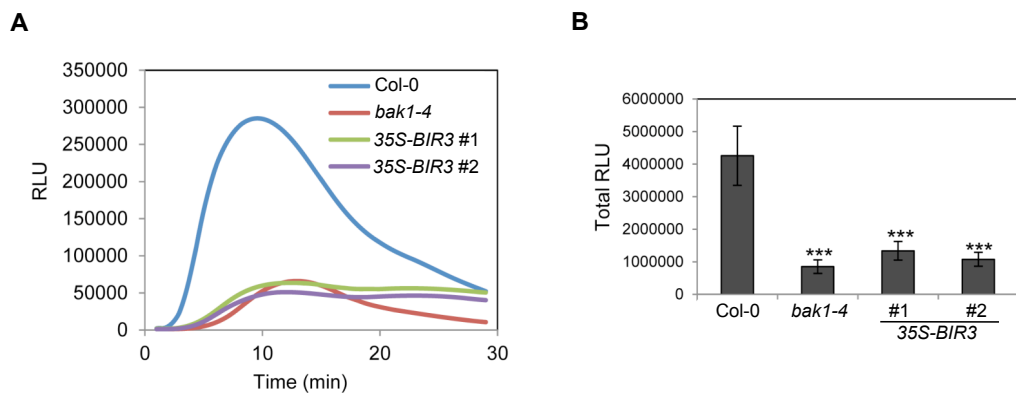 A
350000
300000
250000
200000
150000
100000
50000
0
RLU
0 10 20 30
Time (min)
Col-0
bak1-4
35S-BIR3 #1
35S-BIR3 #2
B
6000000
5000000
4000000
3000000
2000000
1000000
0
Total RLU
***
***
***
Col-0 bak1-4 #1 #2
35S-BIR3